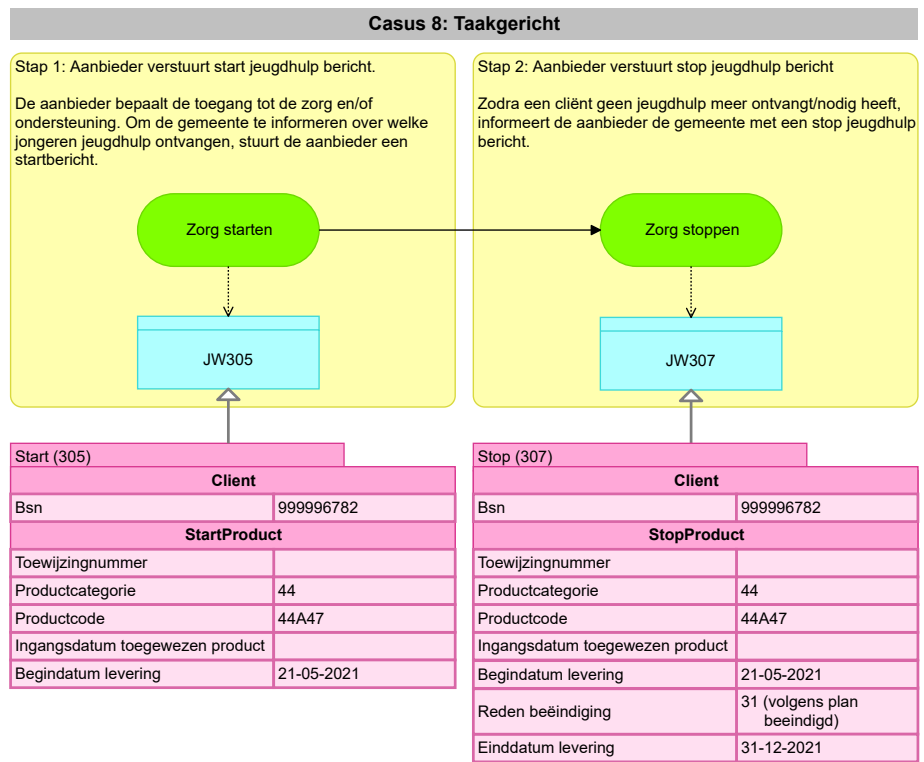 Casus 8: Taakgericht
Stap 1: Aanbieder verstuurt start jeugdhulp bericht.
De aanbieder bepaalt de toegang tot de zorg en/of
ondersteuning. Om de gemeente te informeren over welke
jongeren jeugdhulp ontvangen, stuurt de aanbieder een
startbericht.
Zorg starten
JW305
Stap 2: Aanbieder verstuurt stop jeugdhulp bericht
Zodra een cliënt geen jeugdhulp meer ontvangt/nodig heeft,
informeert de aanbieder de gemeente met een stop jeugdhulp
bericht.
Zorg stoppen
JW307
Start (305)
Client
Bsn 999996782
StartProduct
Toewijzingnummer
Productcategorie 44
Productcode 44A47
Ingangsdatum toegewezen product
Begindatum levering 21-05-2021
Stop (307)
Client
Bsn 999996782
StopProduct
Toewijzingnummer
Productcategorie 44
Productcode 44A47
Ingangsdatum toegewezen product
Begindatum levering 21-05-2021
Reden beëindiging 31 (volgens plan
beeindigd)
Einddatum levering 31-12-2021